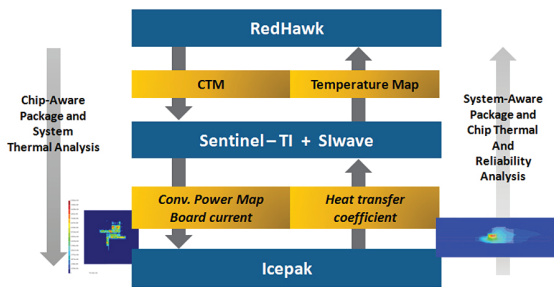 RedHawk
CTM
Temperature Map
Chip-Aware
Package and
System
Thermal Analysis
Sentinel–TI + SIwave
System-Aware
Package and
Chip Thermal
And
Reliability
Analysis
Conv. Power Map
Board current
Heat transfer
coefficient
Icepak